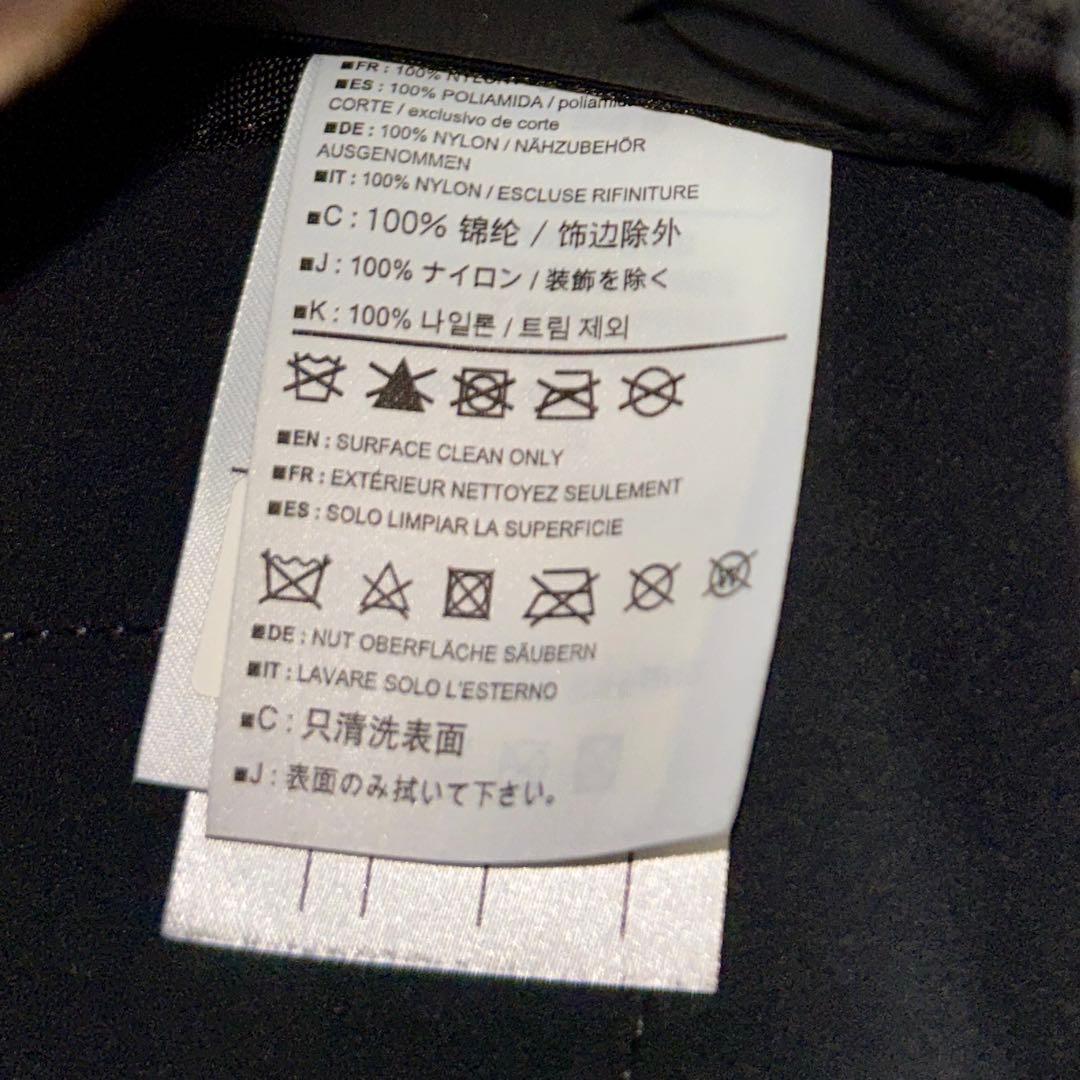 ■FR : 100% NYLON
■ES : 100% POLIAMIDA / poliamida
CORTE / exclusivo de corte
■DE : 100% NYLON / NÄHZUBEHÖR
AUSGENOMMEN
■IT : 100% NYLON / ESCLUSE RIFINITURE
■C : 100% 锦纶 / 饰边除外
■J : 100% ナイロン / 装飾を除く
■K : 100% 나일론 / 트림 제외
■EN : SURFACE CLEAN ONLY
■FR : EXTÉRIEUR NETTOYEZ SEULEMENT
■ES : SOLO LIMPIAR LA SUPERFICIE
W
■DE : NUT OBERFLÄCHE SÄUBERN
■IT : LAVARE SOLO L'ESTERNO
■C : 只清洗表面
■J : 表面のみ拭いて下さい。